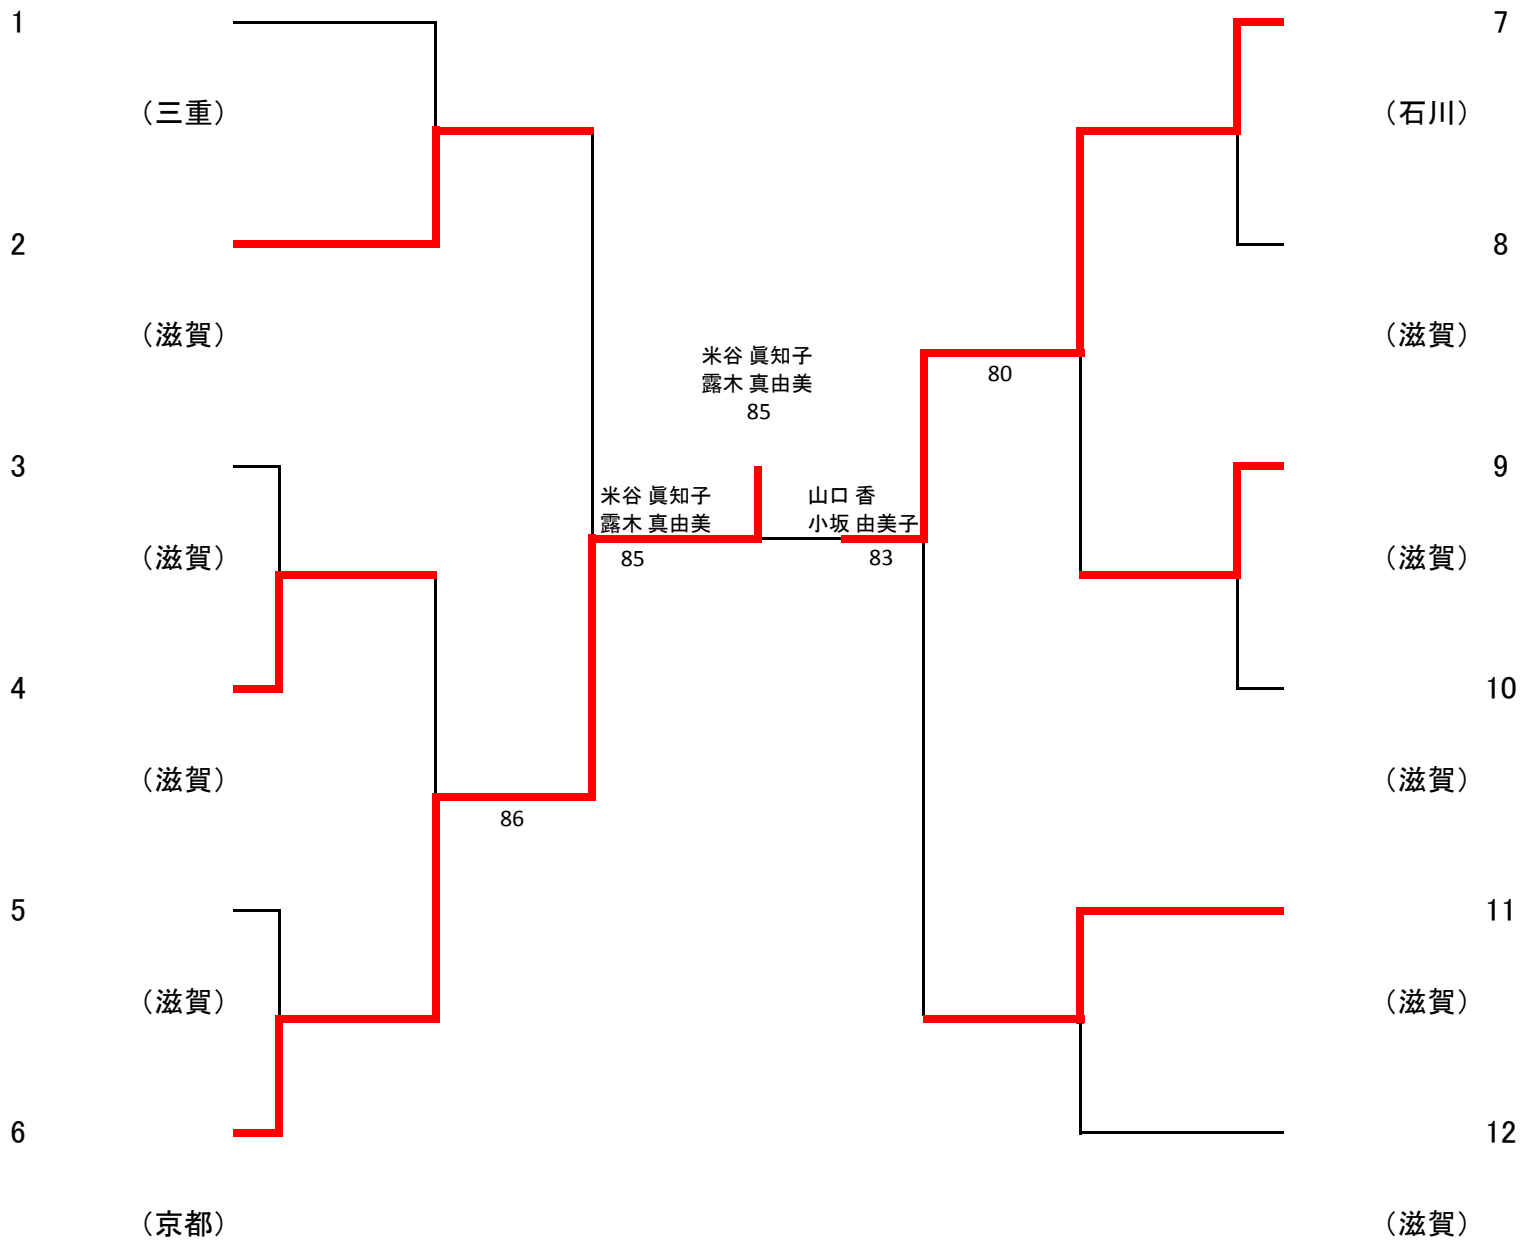 1
(三重)
2
(滋賀)
3
(滋賀)
4
(滋賀)
5
(滋賀)
6
(京都)
米谷 眞知子
露木 真由美
85
米谷 眞知子
露木 真由美
85
86
山口 香
小坂 由美子
83
80
7
(石川)
8
(滋賀)
9
(滋賀)
10
(滋賀)
11
(滋賀)
12
(滋賀)